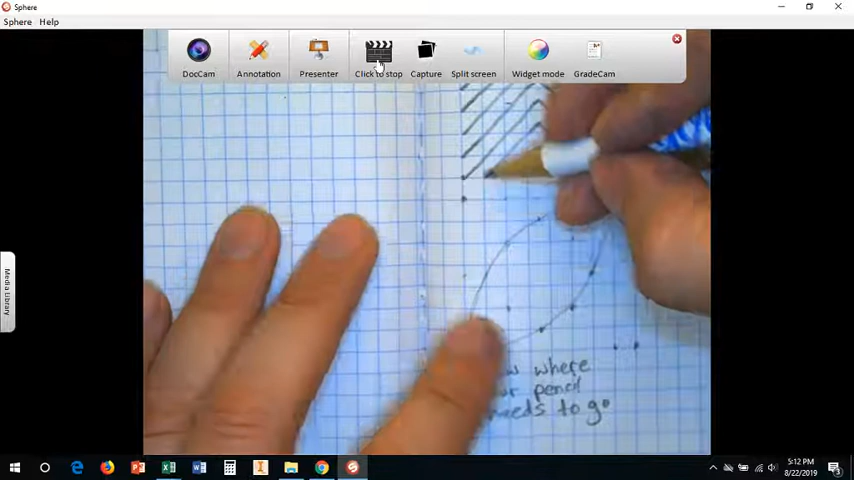 Sphere
Sphere Help
DocCam Annotation Presenter Click to stop Capture Split screen Widget mode GradeCam
Media Library
where
pencil
needs to go
5:12 PM
8/22/2019